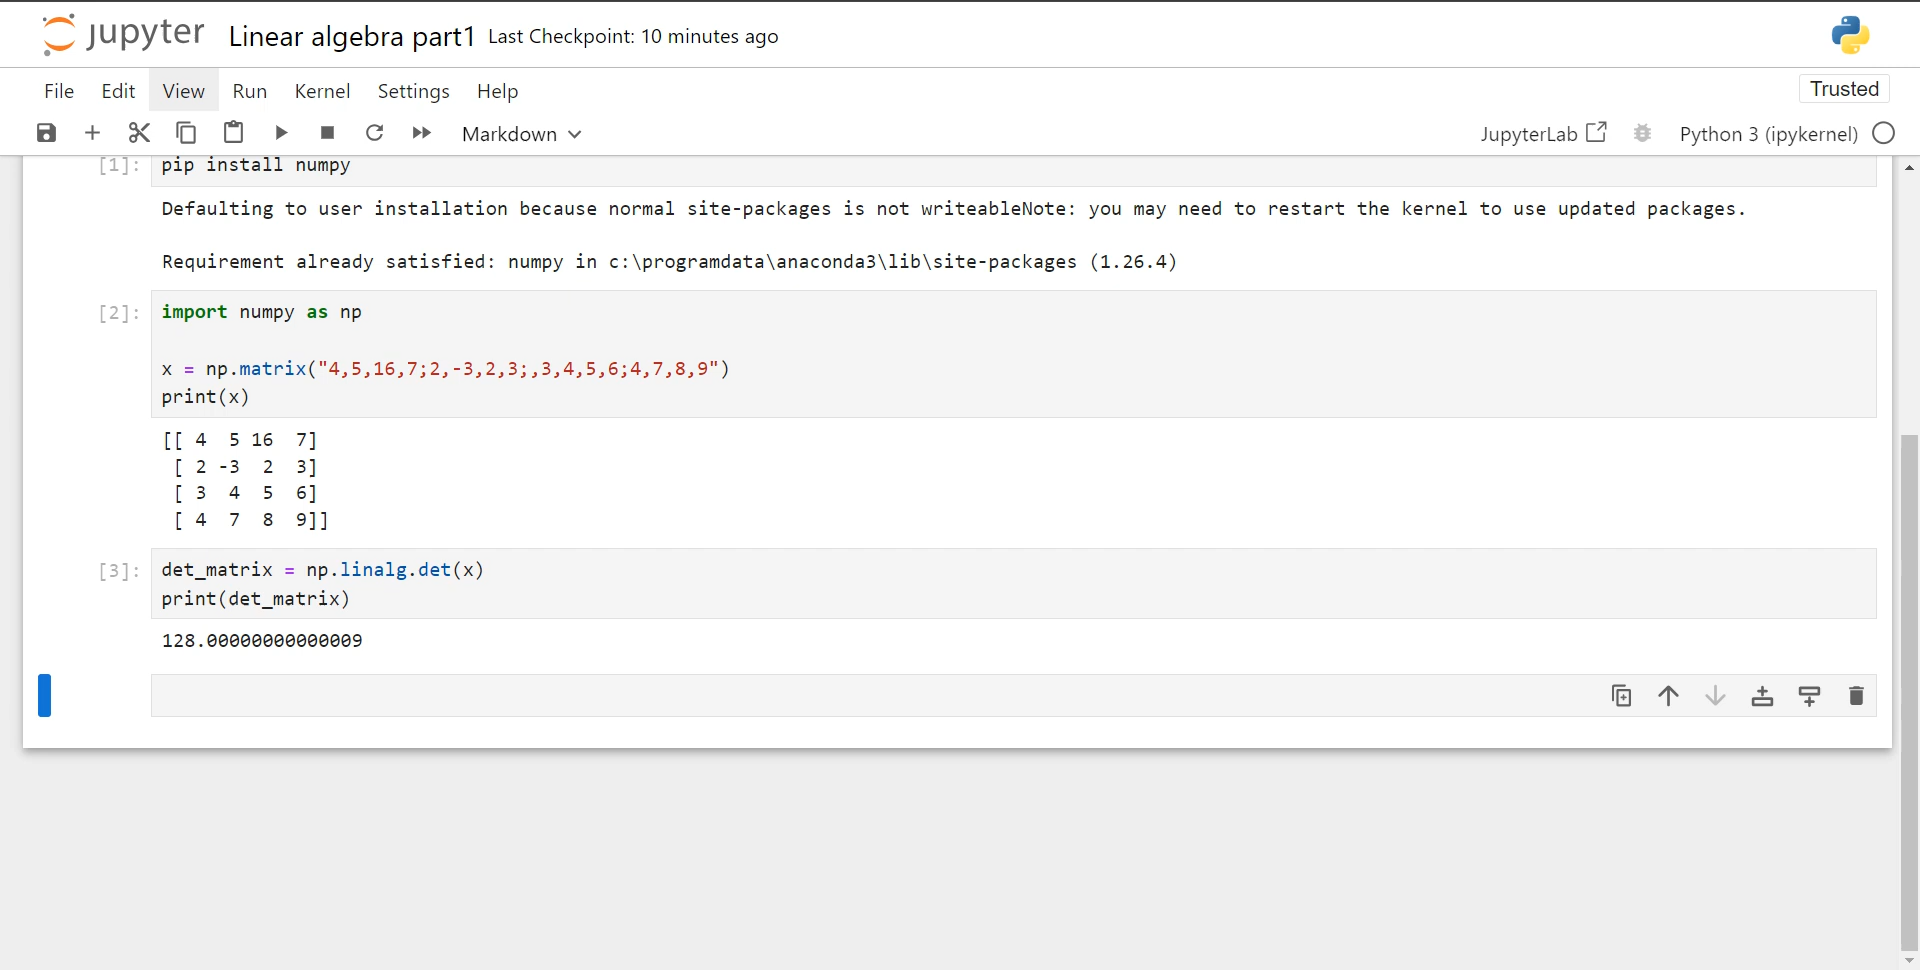 jupyter Linear algebra part1 Last Checkpoint: 10 minutes ago
File Edit View Run Kernel Settings Help Trusted
Markdown JupyterLab Python 3 (ipykernel)
[1]: pip install numpy
Defaulting to user installation because normal site-packages is not writeableNote: you may need to restart the kernel to use updated packages.
Requirement already satisfied: numpy in c:\programdata\anaconda3\lib\site-packages (1.26.4)
[2]: import numpy as np
x = np.matrix("4,5,16,7;2,-3,2,3;,3,4,5,6;4,7,8,9")
print(x)
[[ 4  5 16  7]
 [ 2 -3  2  3]
 [ 3  4  5  6]
 [ 4  7  8  9]]
[3]: det_matrix = np.linalg.det(x)
print(det_matrix)
128.00000000000009